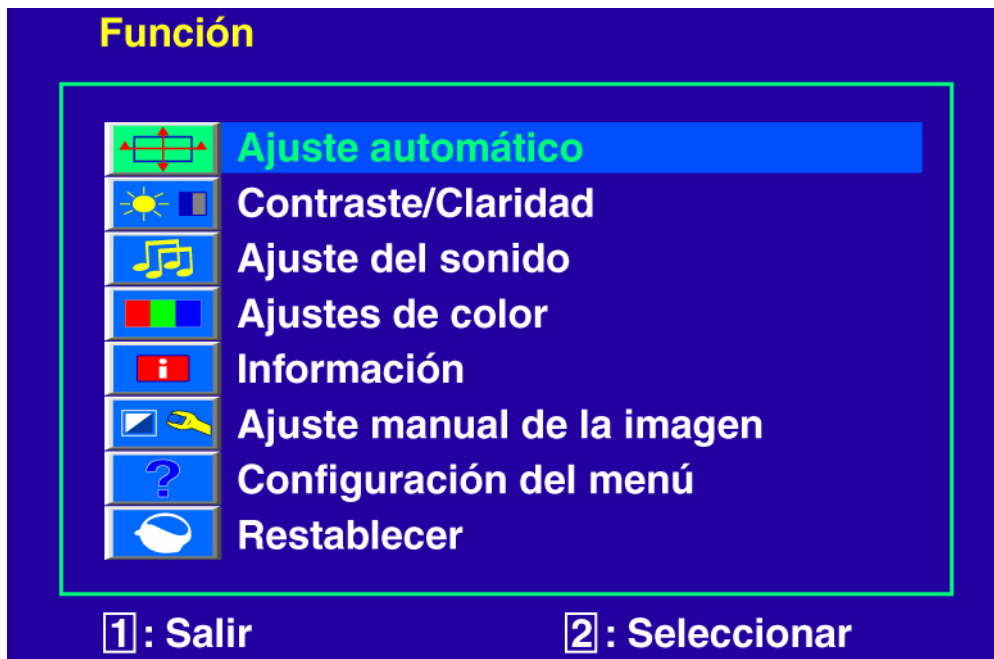 Función
Ajuste automático
Contraste/Claridad
Ajuste del sonido
Ajustes de color
Información
Ajuste manual de la imagen
Configuración del menú
Restablecer
1: Salir 2: Seleccionar